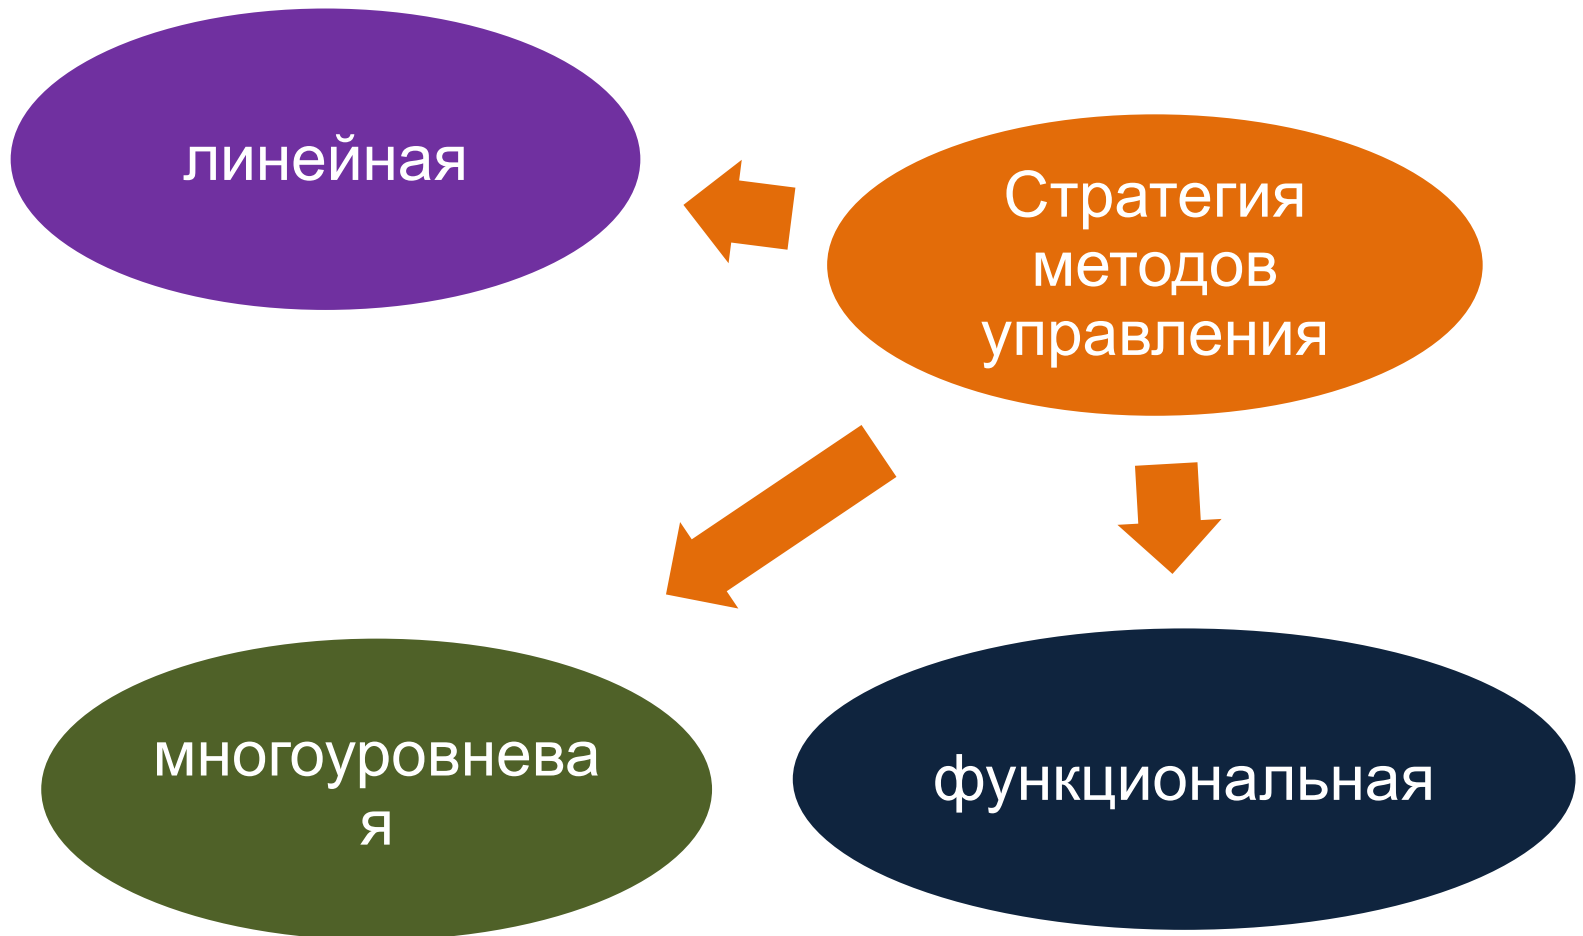 линейная
Стратегия
методов
управления
многоуровнева
я
функциональная